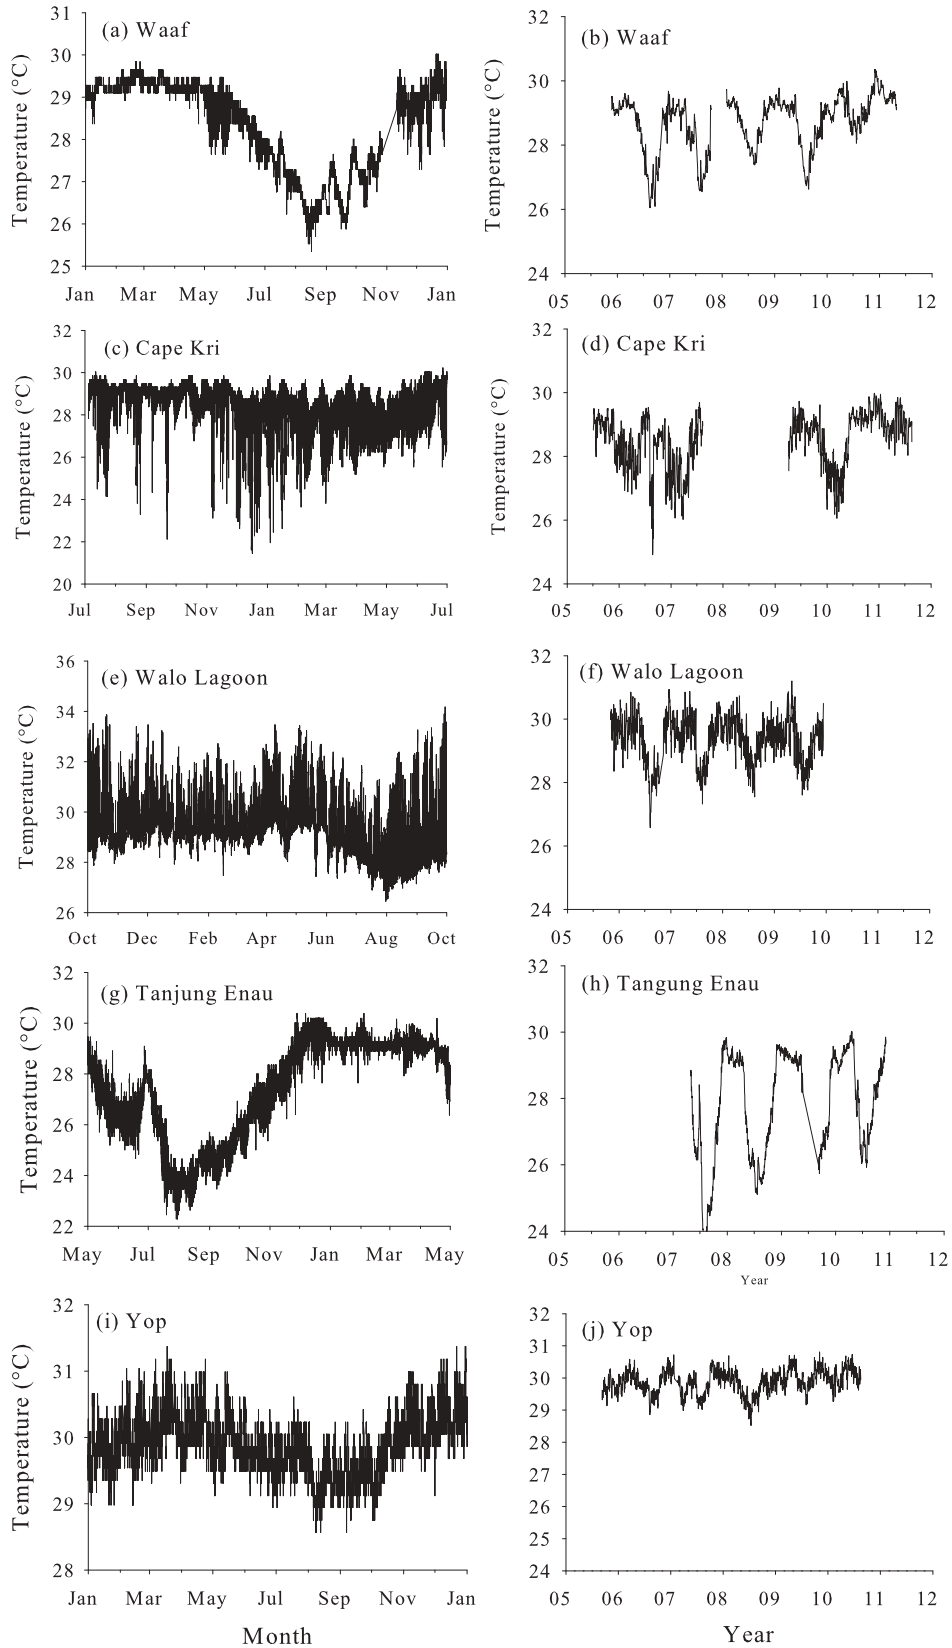 (a) Waaf
Temperature (°C)
31
30
29
28
27
26
25
Jan Mar May Jul Sep Nov Jan
(b) Waaf
Temperature (°C)
32
30
28
26
24
05 06 07 08 09 10 11 12
(c) Cape Kri
Temperature (°C)
32
30
28
26
24
22
20
Jul Sep Nov Jan Mar May Jul
(d) Cape Kri
Temperature (°C)
32
30
28
26
24
05 06 07 08 09 10 11 12
(e) Walo Lagoon
Temperature (°C)
36
34
32
30
28
26
Oct Dec Feb Apr Jun Aug Oct
(f) Walo Lagoon
32
30
28
26
24
05 06 07 08 09 10 11 12
(g) Tanjung Enau
Temperature (°C)
32
30
28
26
24
22
May Jul Sep Nov Jan Mar May
(h) Tangung Enau
32
30
28
26
24
05 06 07 08 09 10 11 12
Year
(i) Yop
Temperature (°C)
32
31
30
29
28
Jan Mar May Jul Sep Nov Jan
Month
(j) Yop
32
31
30
29
28
27
26
25
24
05 06 07 08 09 10 11 12
Year